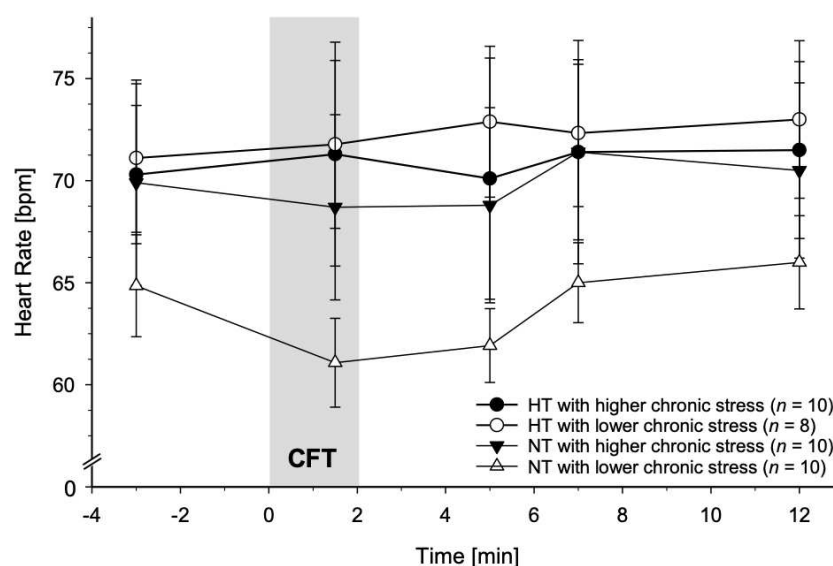 75
70
65
60
0
Heart Rate [bpm]
CFT
HT with higher chronic stress (n = 10)
HT with lower chronic stress (n = 8)
NT with higher chronic stress (n = 10)
NT with lower chronic stress (n = 10)
-4 -2 0 2 4 6 8 10 12
Time [min]